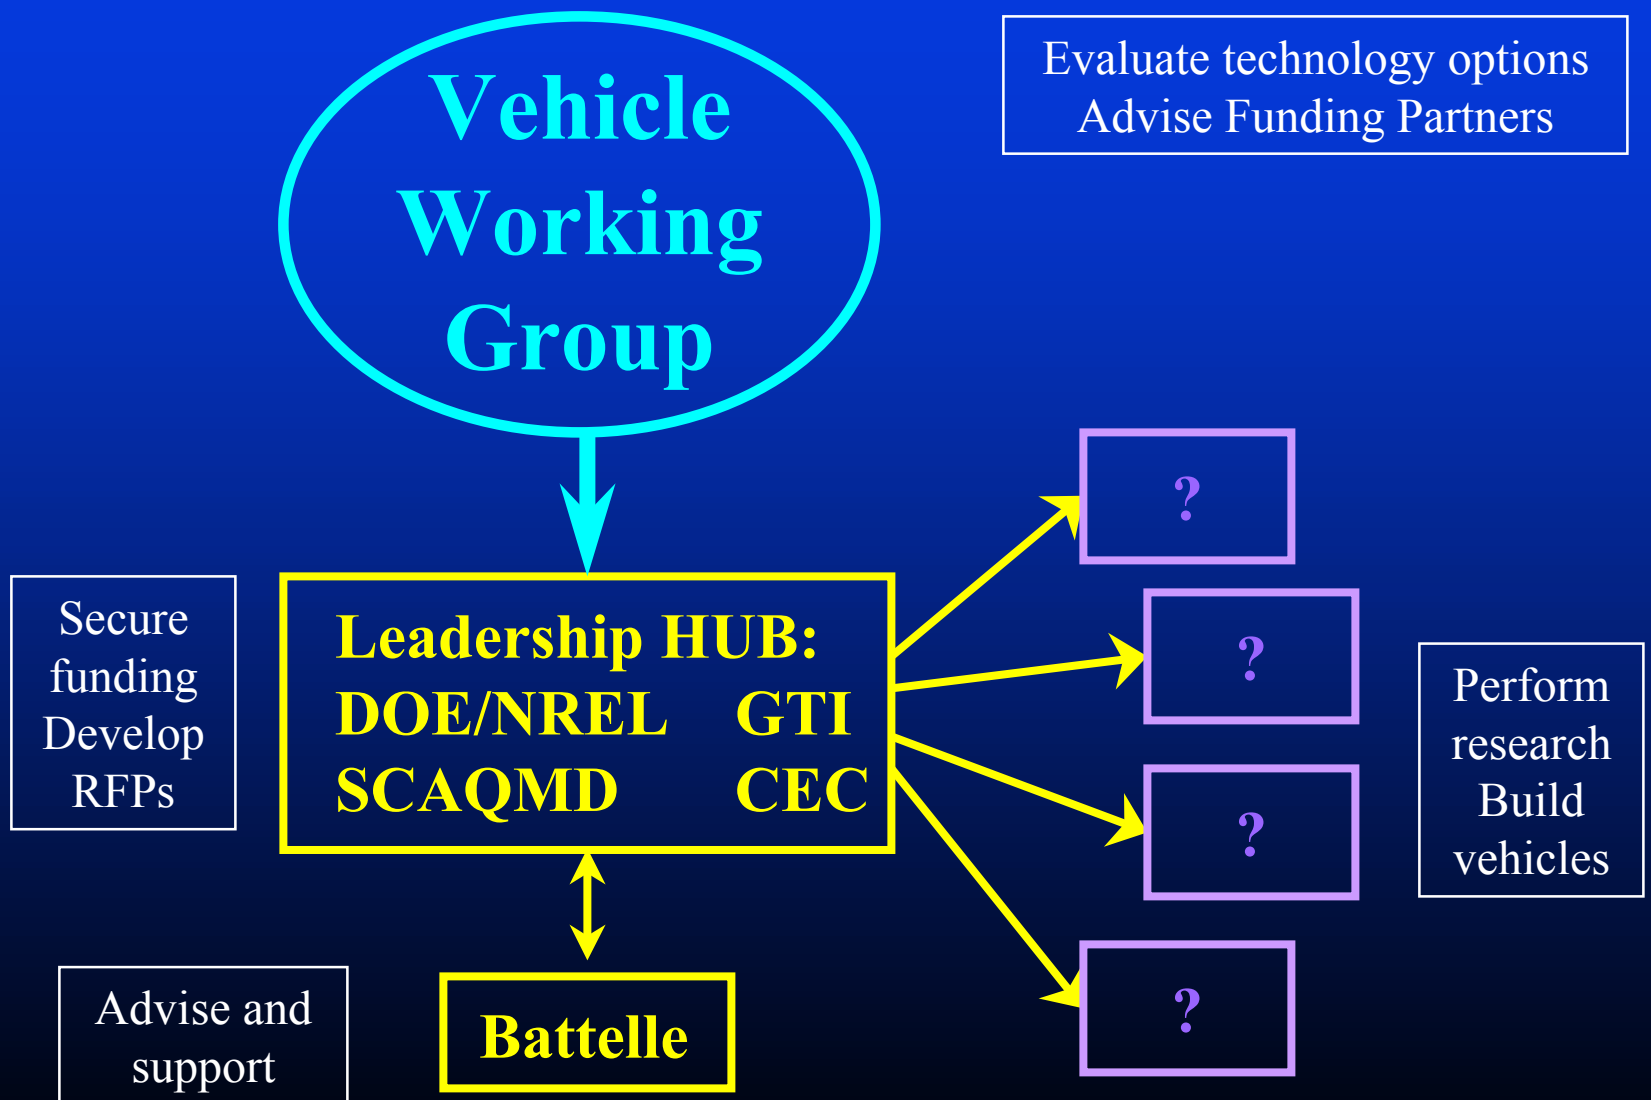 Vehicle
Working
Group
Evaluate technology options
Advise Funding Partners
Secure
funding
Develop
RFPs
Leadership HUB:
DOE/NREL GTI
SCAQMD CEC
?
?
?
?
Perform
research
Build
vehicles
Advise and
support
Battelle